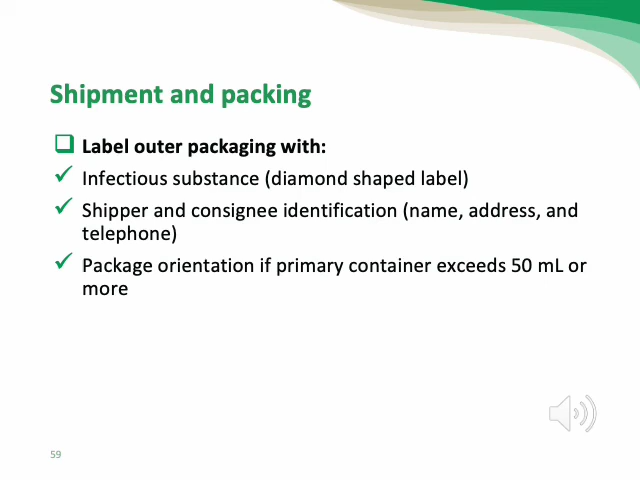 Shipment and packing
Label outer packaging with:
Infectious substance (diamond shaped label)
Shipper and consignee identification (name, address, and
telephone)
Package orientation if primary container exceeds 50 mL or
more
59